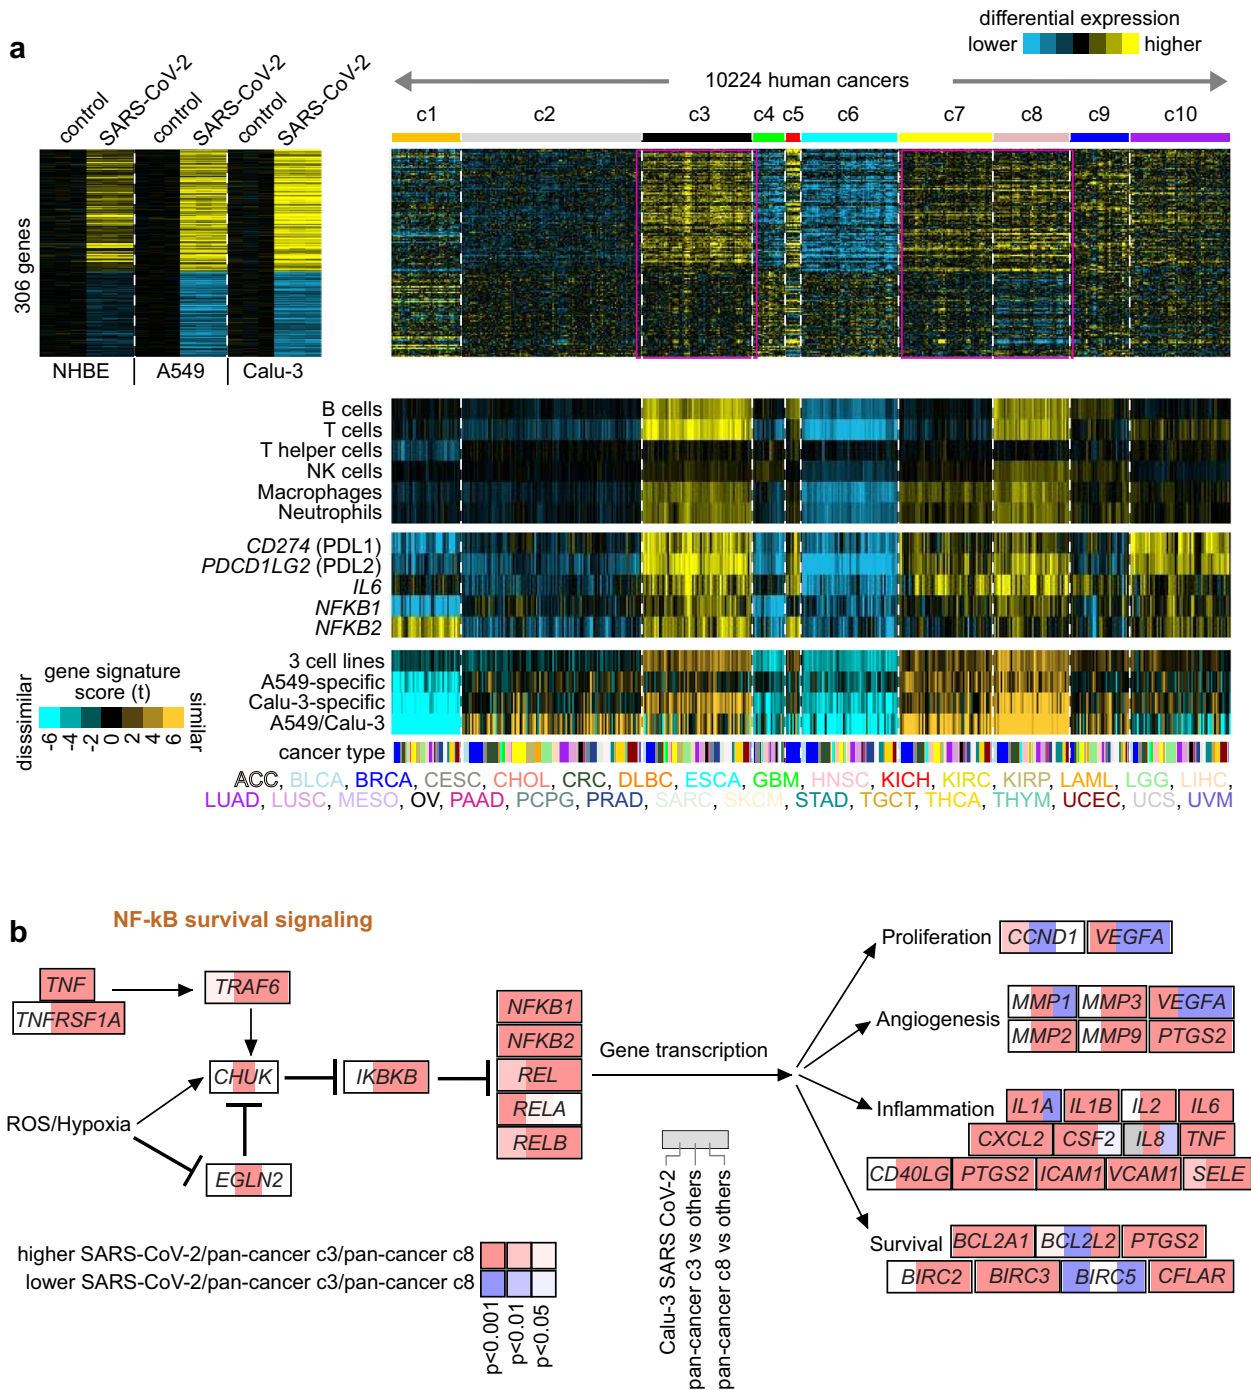 a
differential expression
lower higher
control
SARS-CoV-2
control
SARS-CoV-2
control
SARS-CoV-2
10224 human cancers
c1 c2 c3 c4 c5 c6 c7 c8 c9 c10
306 genes
NHBE A549 Calu-3
B cells
T cells
T helper cells
NK cells
Macrophages
Neutrophils
CD274 (PDL1)
PDCD1LG2 (PDL2)
IL6
NFKB1
NFKB2
3 cell lines
A549-specific
Calu-3-specific
A549/Calu-3
cancer type
gene signature
score (t)
dissimilar
similar
-6 -4 -2 0 2 4 6
ACC, BLCA, BRCA, CESC, CHOL, CRC, DLBC, ESCA, GBM, HNSC, KICH, KIRC, KIRP, LAML, LGG, LIHC,
LUAD, LUSC, MESO, OV, PAAD, PCPG, PRAD, SARC, SKCM, STAD, TGCT, THCA, THYM, UCEC, UCS, UVM
b
NF-kB survival signaling
TNF
TNFRSF1A
TRAF6
CHUK
IKBKB
ROS/Hypoxia
EGLN2
NFKB1
NFKB2
REL
RELA
RELB
Gene transcription
Proliferation CCND1 VEGFA
Angiogenesis
MMP1 MMP3 VEGFA
MMP2 MMP9 PTGS2
Inflammation
IL1A IL1B IL2 IL6
CXCL2 CSF2 IL8 TNF
CD40LG PTGS2 ICAM1 VCAM1 SELE
Survival
BCL2A1 BCL2L2 PTGS2
BIRC2 BIRC3 BIRC5 CFLAR
Calu-3 SARS CoV-2
pan-cancer c3 vs others
pan-cancer c8 vs others
higher SARS-CoV-2/pan-cancer c3/pan-cancer c8
lower SARS-CoV-2/pan-cancer c3/pan-cancer c8
p<0.001
p<0.01
p<0.05